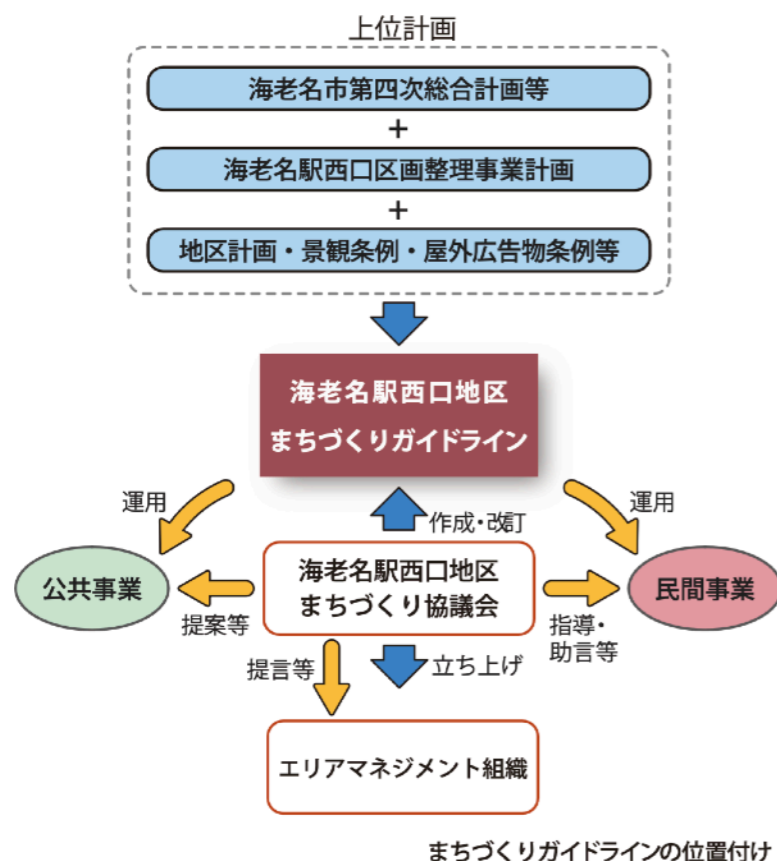 上位計画
海老名市第四次総合計画等
+
海老名駅西口区画整理事業計画
+
地区計画・景観条例・屋外広告物条例等
海老名駅西口地区
まちづくりガイドライン
運用
作成・改訂
運用
公共事業
海老名駅西口地区
まちづくり協議会
民間事業
提案等
指導・
助言等
提言等
立ち上げ
エリアマネジメント組織
まちづくりガイドラインの位置付け